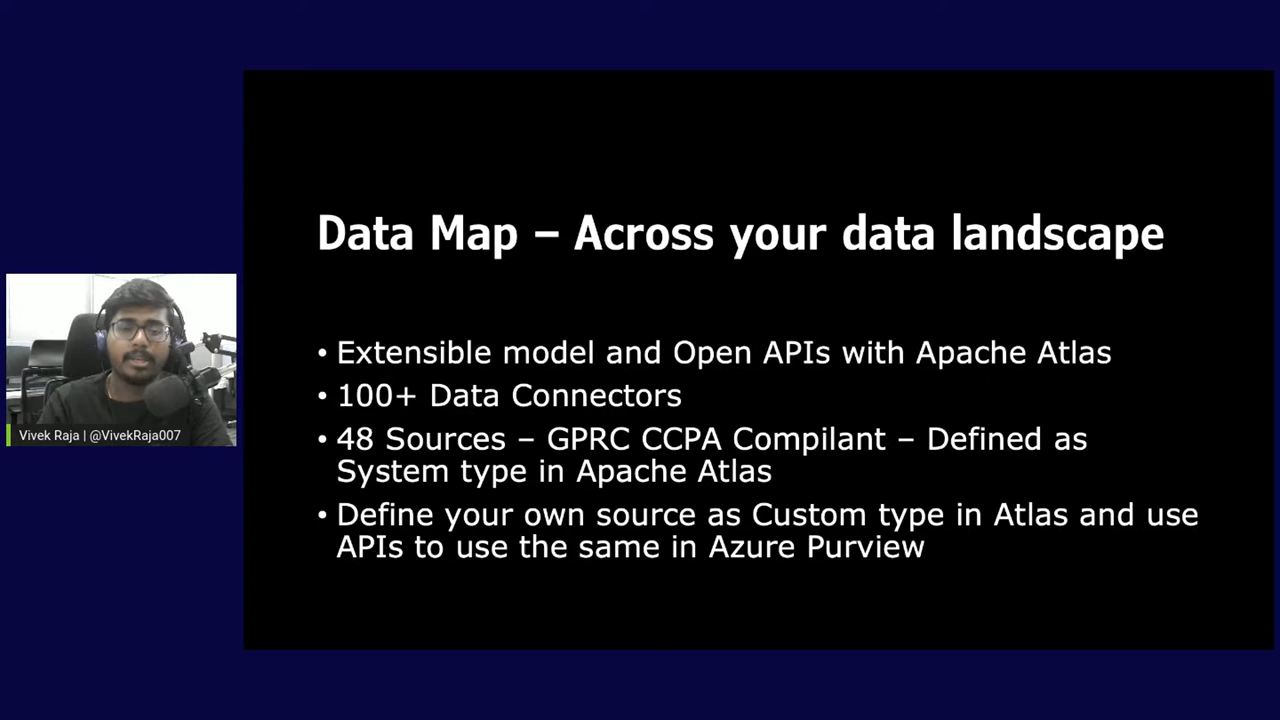 Data Map – Across your data landscape
• Extensible model and Open APIs with Apache Atlas
• 100+ Data Connectors
• 48 Sources – GPRC CCPA Compilant – Defined as
System type in Apache Atlas
• Define your own source as Custom type in Atlas and use
APIs to use the same in Azure Purview
Vivek Raja | @VivekRaja007